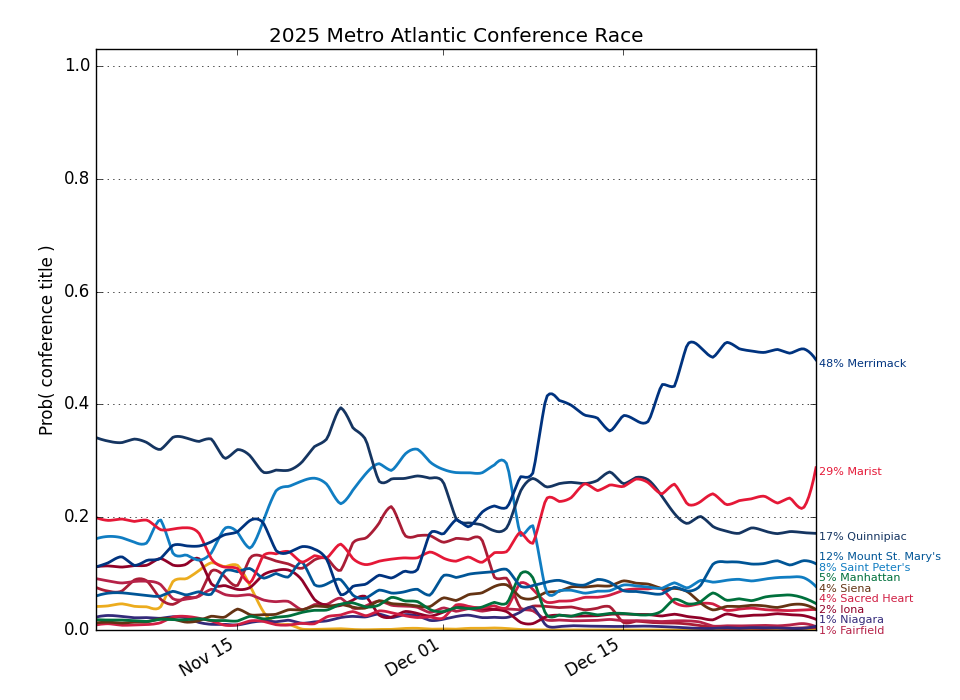 2025 Metro Atlantic Conference Race
Prob( conference title )
1.0
0.8
0.6
0.4
0.2
0.0
Nov 15
Dec 01
Dec 15
48% Merrimack
29% Marist
17% Quinnipiac
12% Mount St. Mary's
8% Saint Peter's
5% Manhattan
4% Siena
4% Sacred Heart
2% Iona
1% Niagara
1% Fairfield